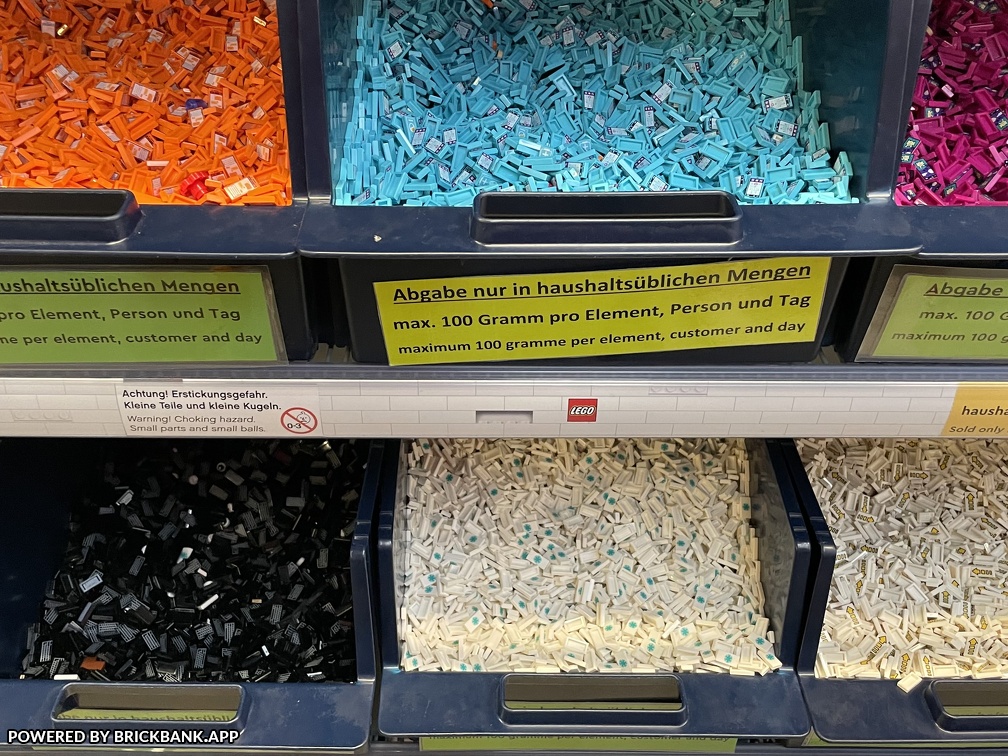 ushaltsüblichen Mengen
pro Element, Person und Tag
me per element, customer and day
Abgabe nur in haushaltsüblichen Mengen
max. 100 Gramm pro Element, Person und Tag
maximum 100 gramme per element, customer and day
Abgabe
max. 100 G
maximum 100 g
Achtung! Erstickungsgefahr.
Kleine Teile und kleine Kugeln.
Warning! Choking hazard.
Small parts and small balls.
0-3
LEGO
hausha
Sold only
POWERED BY BRICKBANK.APP